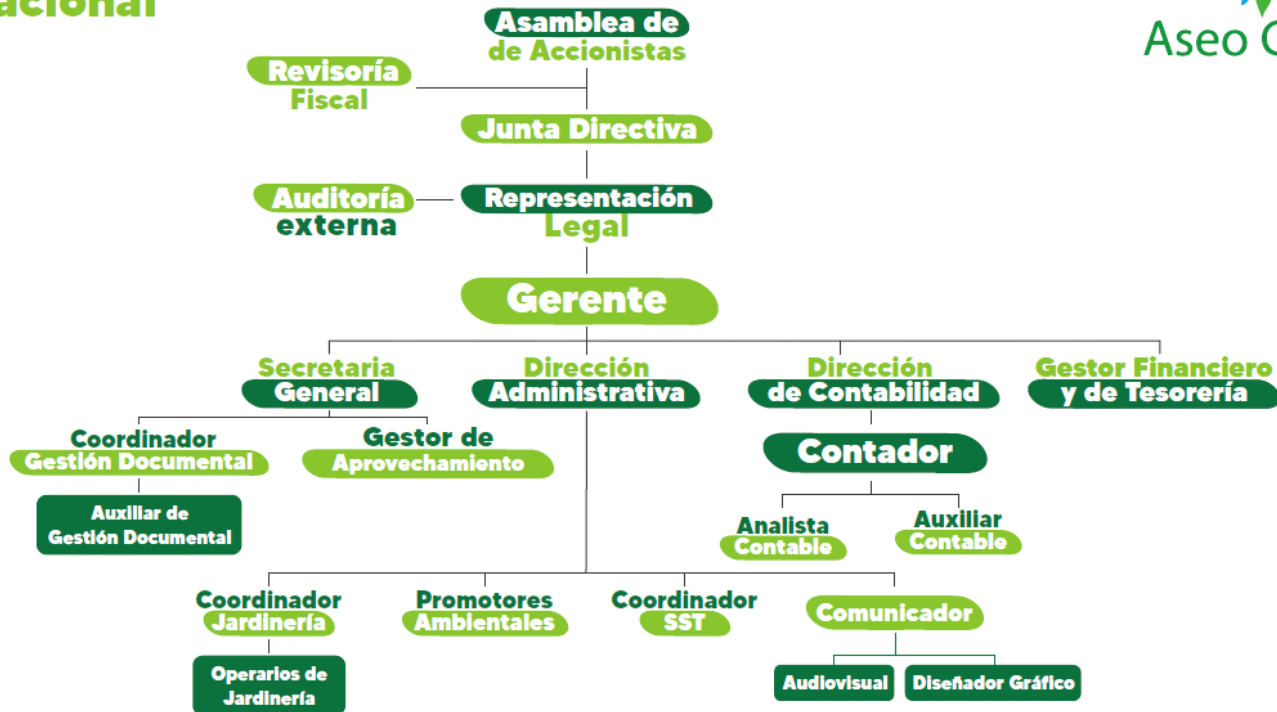 Asamblea de
de Accionistas
Aseo
Revisoría
Fiscal
Junta Directiva
Auditoría
externa
Representación
Legal
Gerente
Secretaria
General
Dirección
Administrativa
Dirección
de Contabilidad
Gestor Financiero
y de Tesorería
Coordinador
Gestión Documental
Gestor de
Aprovechamiento
Contador
Auxiliar de
Gestión Documental
Analista
Contable
Auxiliar
Contable
Coordinador
Jardinería
Promotores
Ambientales
Coordinador
SST
Comunicador
Operarios de
Jardinería
Audiovisual
Diseñador Gráfico